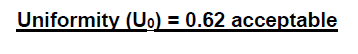 Uniformity (U₀) = 0.62 acceptable